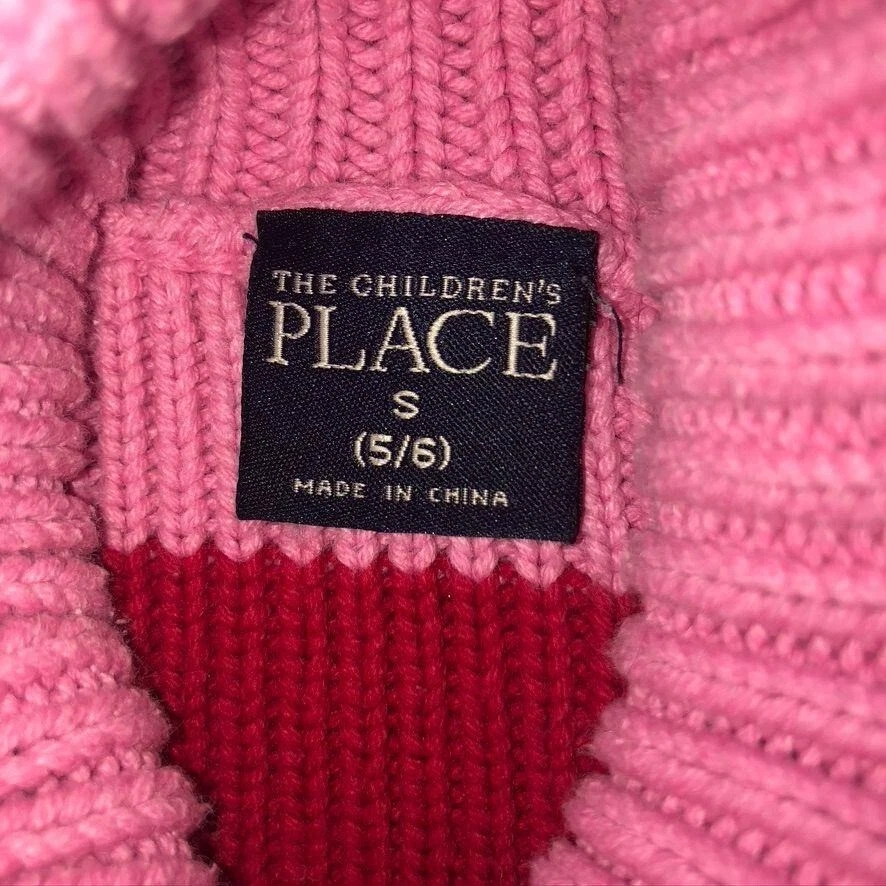 THE CHILDREN'S
PLACE
S
(5/6)
MADE IN CHINA